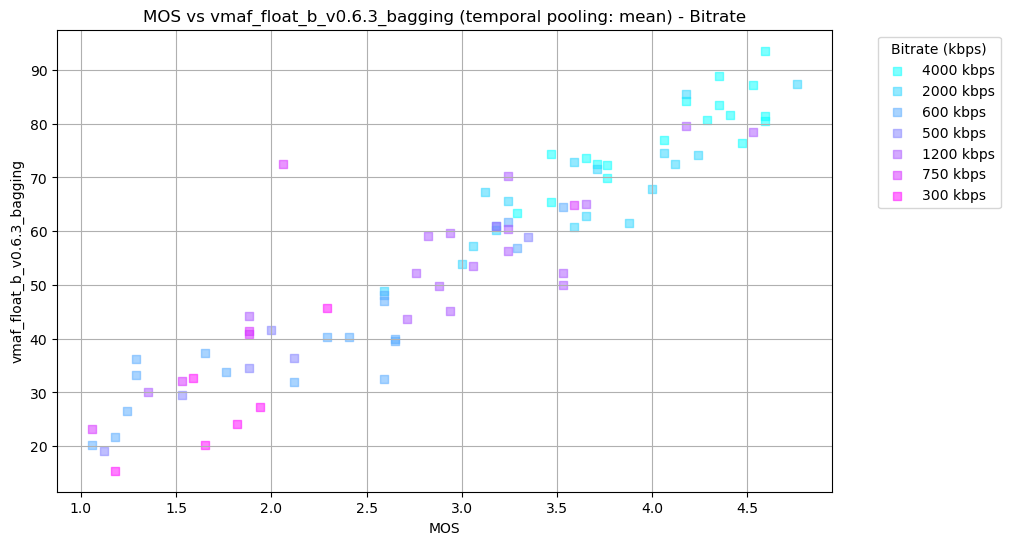 MOS vs vmaf_float_b_v0.6.3_bagging (temporal pooling: mean) - Bitrate
vmaf_float_b_v0.6.3_bagging
90
80
70
60
50
40
30
20
1.0 1.5 2.0 2.5 3.0 3.5 4.0 4.5
MOS
Bitrate (kbps)
4000 kbps
2000 kbps
600 kbps
500 kbps
1200 kbps
750 kbps
300 kbps